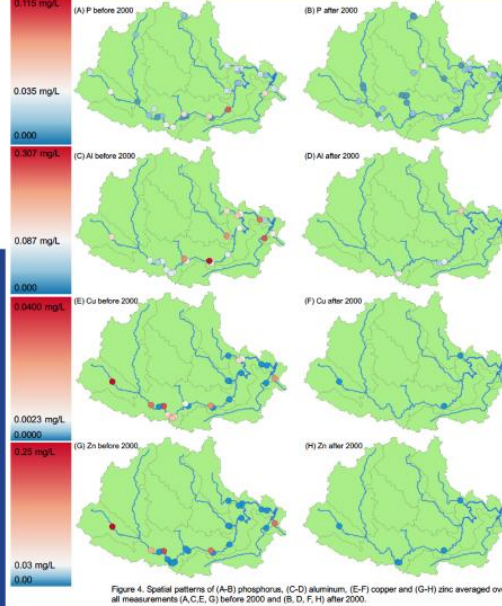 0.115 mg/L
(A) P before 2000
(B) P after 2000
0.035 mg/L
0.000
0.307 mg/L
(C) Al before 2000
(D) Al after 2000
0.087 mg/L
0.000
0.0400 mg/L
(E) Cu before 2000
(F) Cu after 2000
0.0023 mg/L
0.0000
0.25 mg/L
(G) Zn before 2000
(H) Zn after 2000
0.03 mg/L
0.00
Figure 4. Spatial patterns of (A-B) phosphorus, (C-D) aluminum, (E-F) copper and (G-H) zinc averaged
all measurements (A,C,E, G) before 2000 and (B, D, F, H) after 2000.